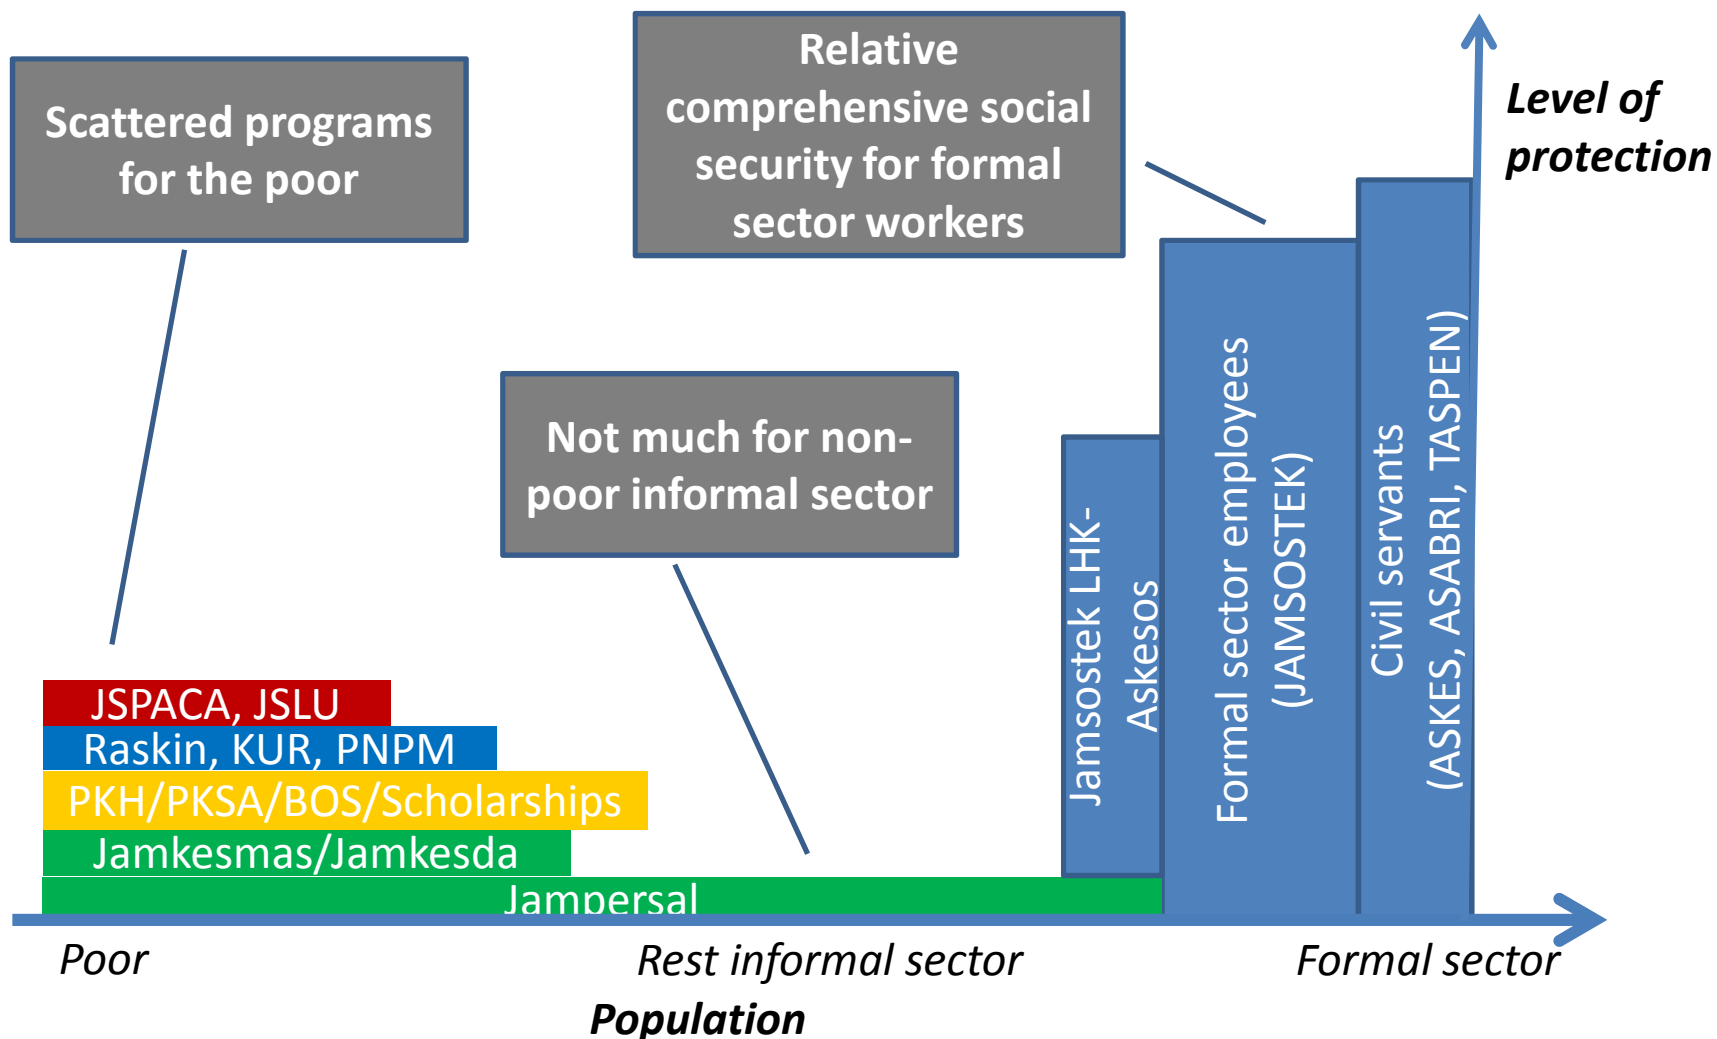 Scattered programs
for the poor
Relative
comprehensive social
security for formal
sector workers
Level of
protection
Not much for non-
poor informal sector
JSPACA, JSLU
Raskin, KUR, PNPM
PKH/PKSA/BOS/Scholarships
Jamkesmas/Jamkesda
Jampersal
Jamsostek LHK-
Askesos
Formal sector employees
(JAMSOSTEK)
Civil servants
(ASKES, ASABRI, TASPEN)
Poor
Rest informal sector
Formal sector
Population